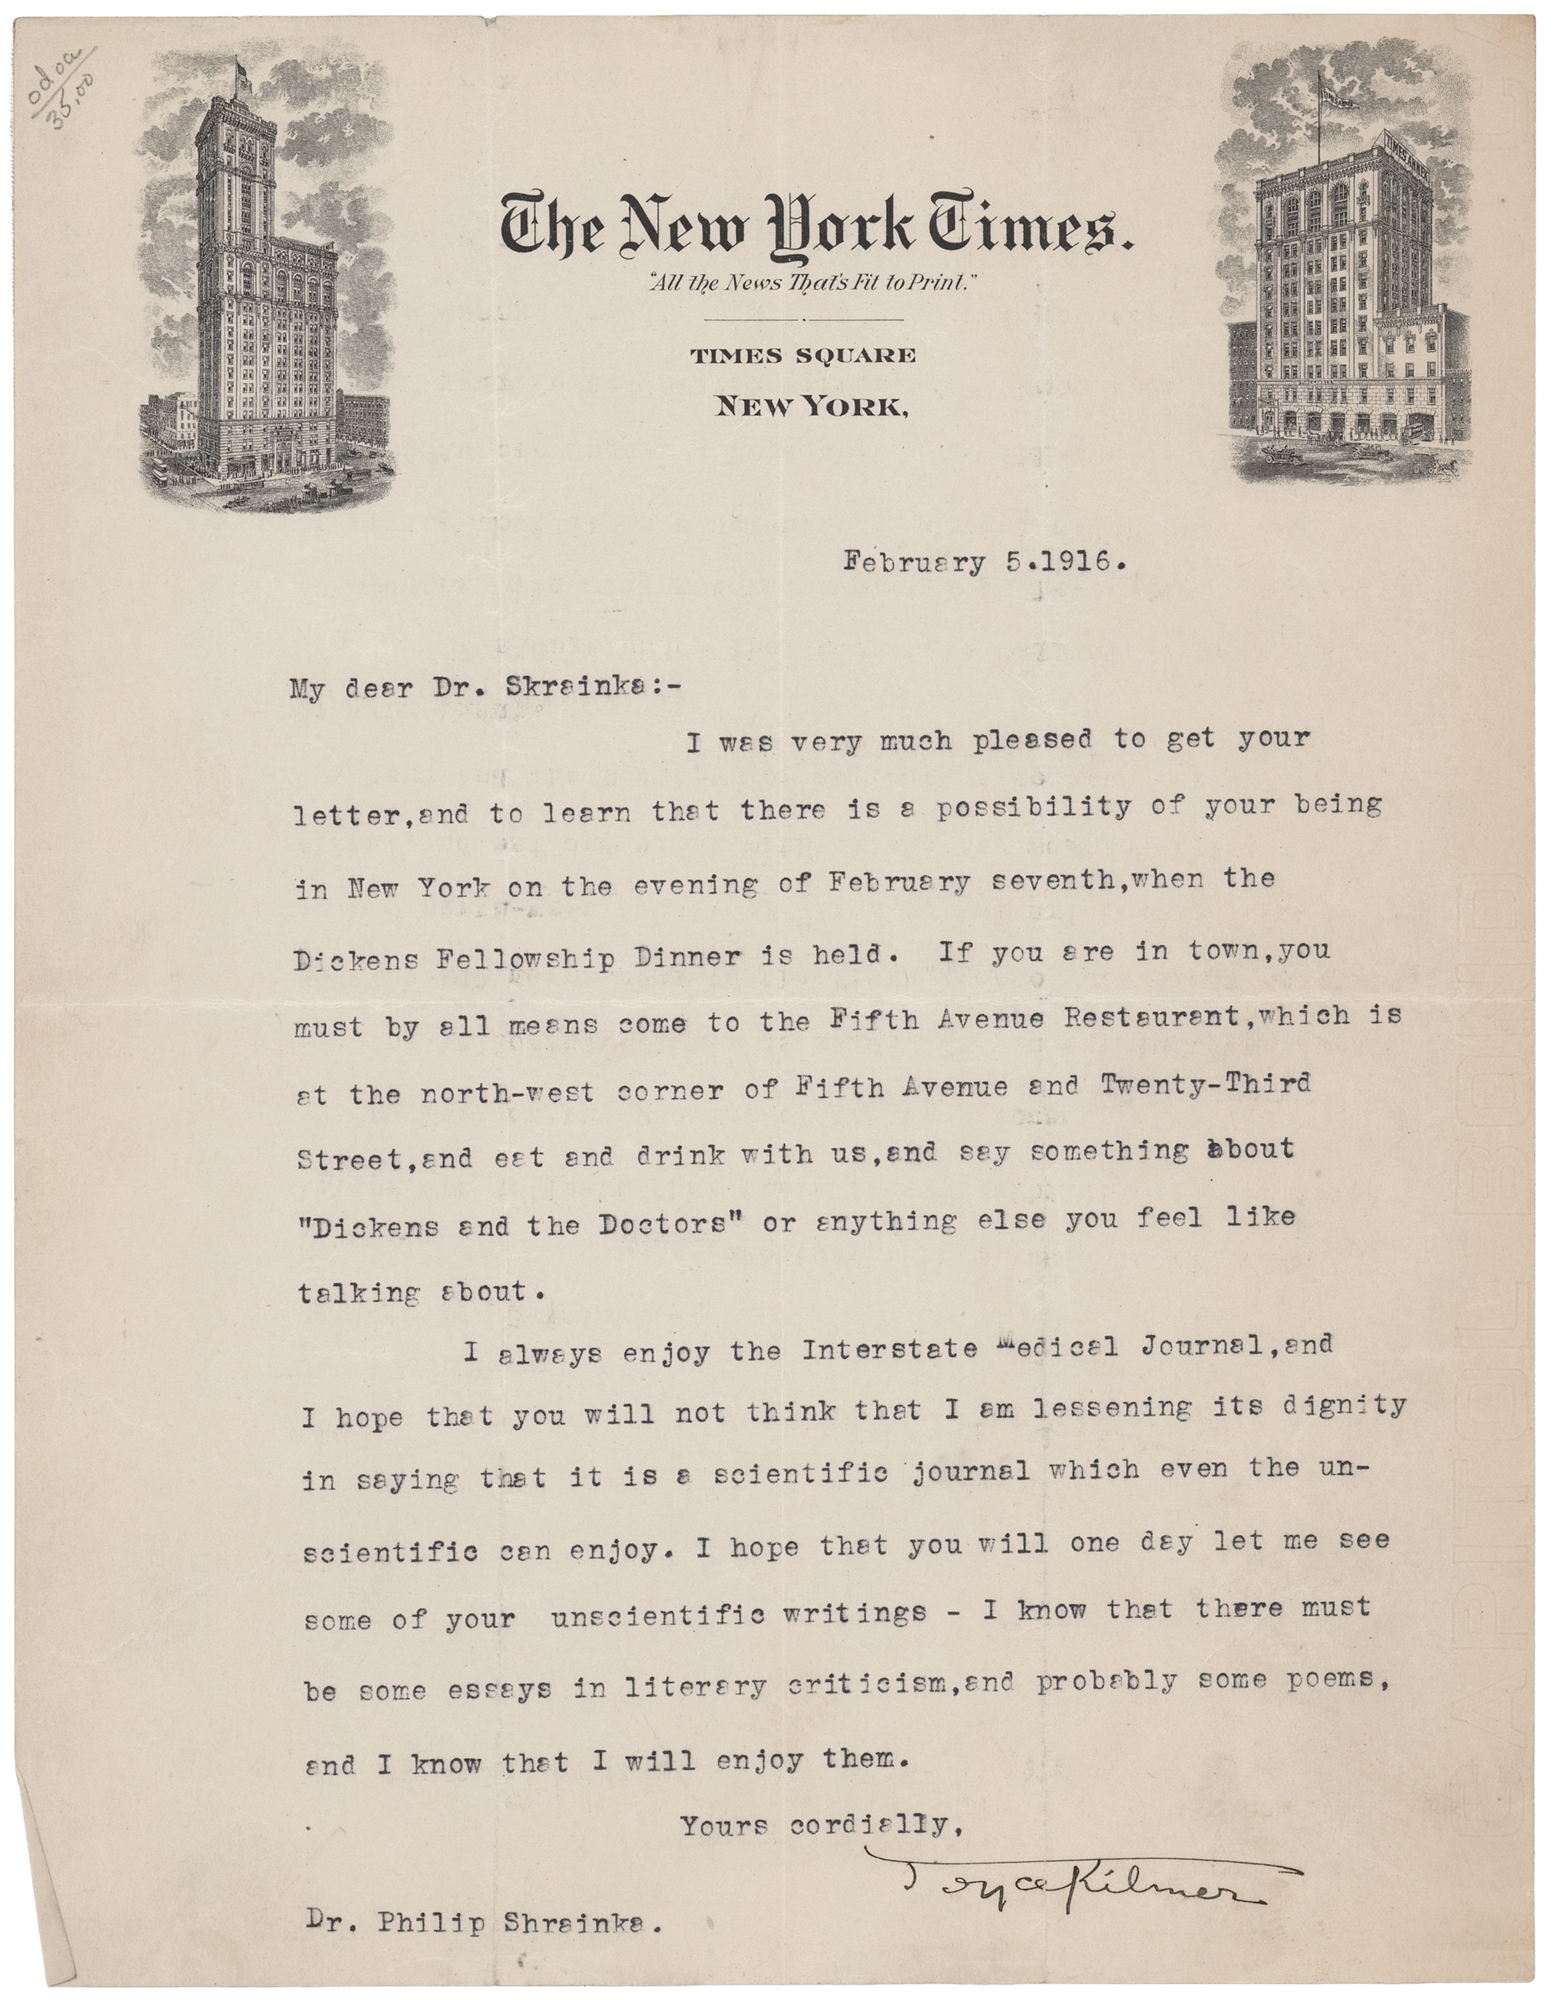 odoa
35.00
TIMES ANNEX
The New York Times.
"All the News That's Fit to Print."
TIMES SQUARE
NEW YORK,
February 5.1916.
My dear Dr. Skrainka:-
I was very much pleased to get your
letter,and to learn that there is a possibility of your being
in New York on the evening of February seventh,when the
Dickens Fellowship Dinner is held. If you are in town,you
must by all means come to the Fifth Avenue Restaurant,which is
at the north-west corner of Fifth Avenue and Twenty-Third
Street,and eat and drink with us,and say something about
"Dickens and the Doctors" or anything else you feel like
talking about.
I always enjoy the Interstate Medical Journal,and
I hope that you will not think that I am lessening its dignity
in saying that it is a scientific journal which even the un-
scientific can enjoy. I hope that you will one day let me see
some of your unscientific writings - I know that there must
be some essays in literary criticism,and probably some poems,
and I know that I will enjoy them.
Yours cordially,
Joyce Kilmer
Dr. Philip Shrainka.